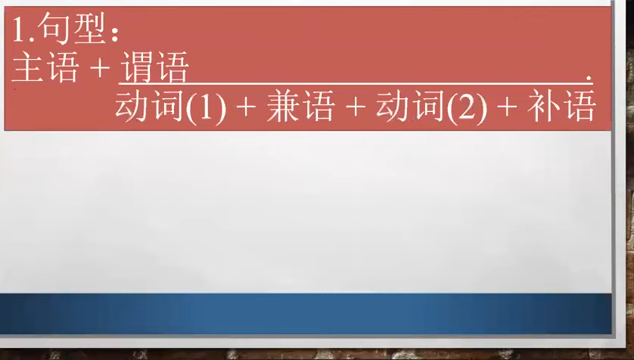 1.句型：
主语 + 谓语 .
动词(1) + 兼语 + 动词(2) + 补语